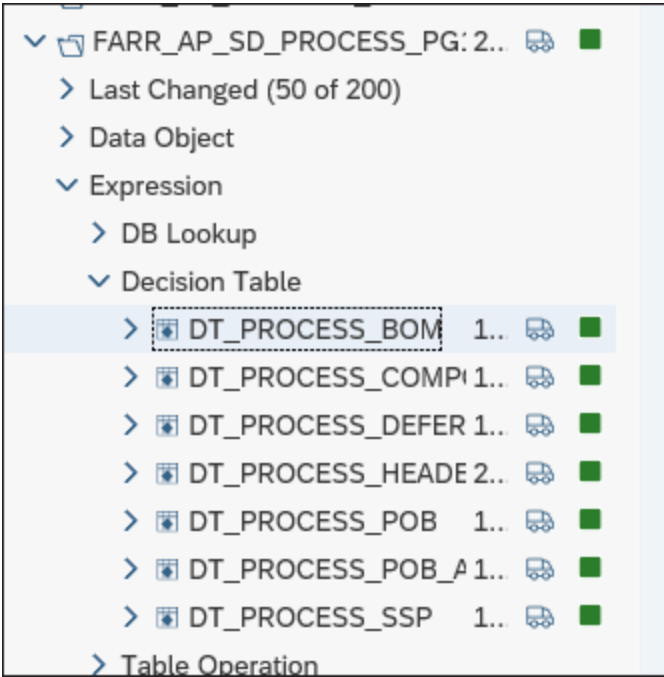 FARR_AP_SD_PROCESS_PG: 2..
Last Changed (50 of 200)
Data Object
Expression
DB Lookup
Decision Table
DT_PROCESS_BOM 1..
DT_PROCESS_COMP 1..
DT_PROCESS_DEFER 1..
DT_PROCESS_HEADE 2..
DT_PROCESS_POB 1..
DT_PROCESS_POB_A 1..
DT_PROCESS_SSP 1..
Table Operation